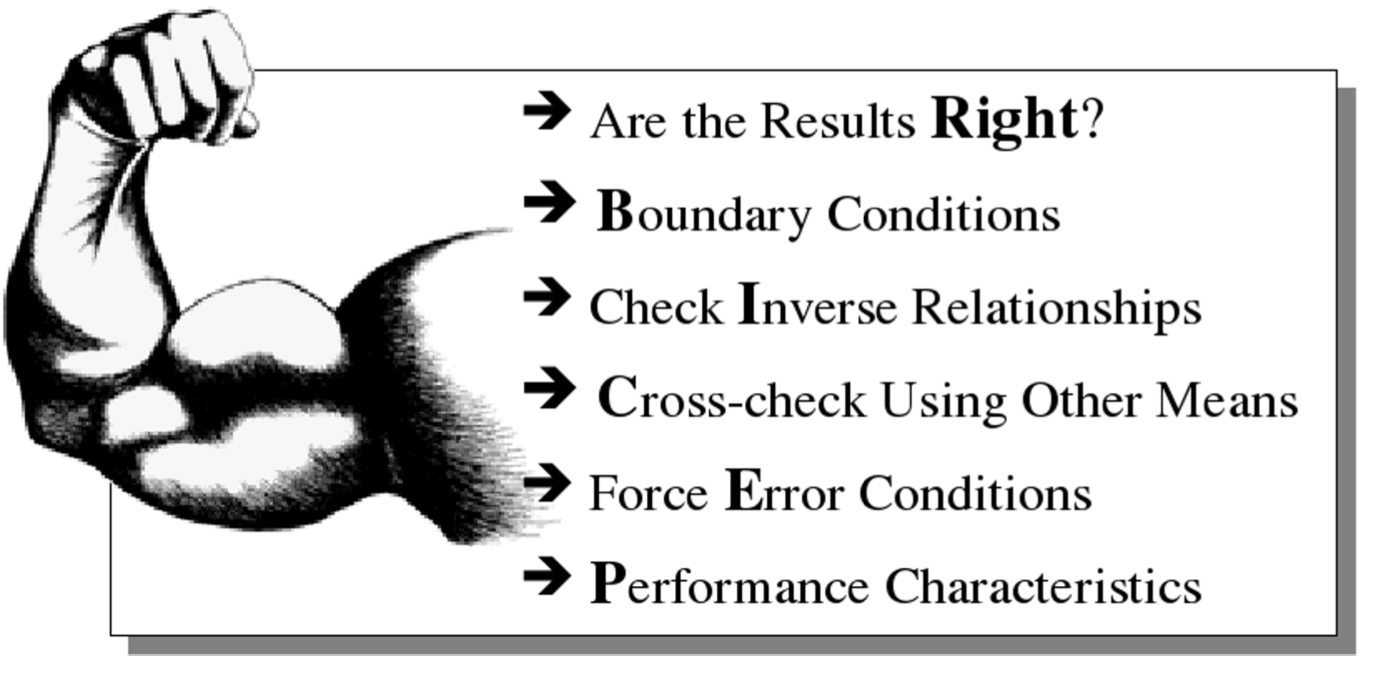 ➔ Are the Results Right?
➔ Boundary Conditions
➔ Check Inverse Relationships
➔ Cross-check Using Other Means
➔ Force Error Conditions
➔ Performance Characteristics